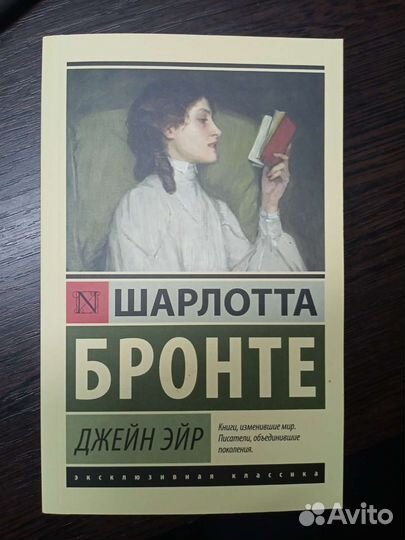 N ШАРЛОТТА
БРОНТЕ
ДЖЕЙН ЭЙР
Книги, изменившие мир.
Писатели, объединившие
поколения.
эксклюзивная классика
Avito